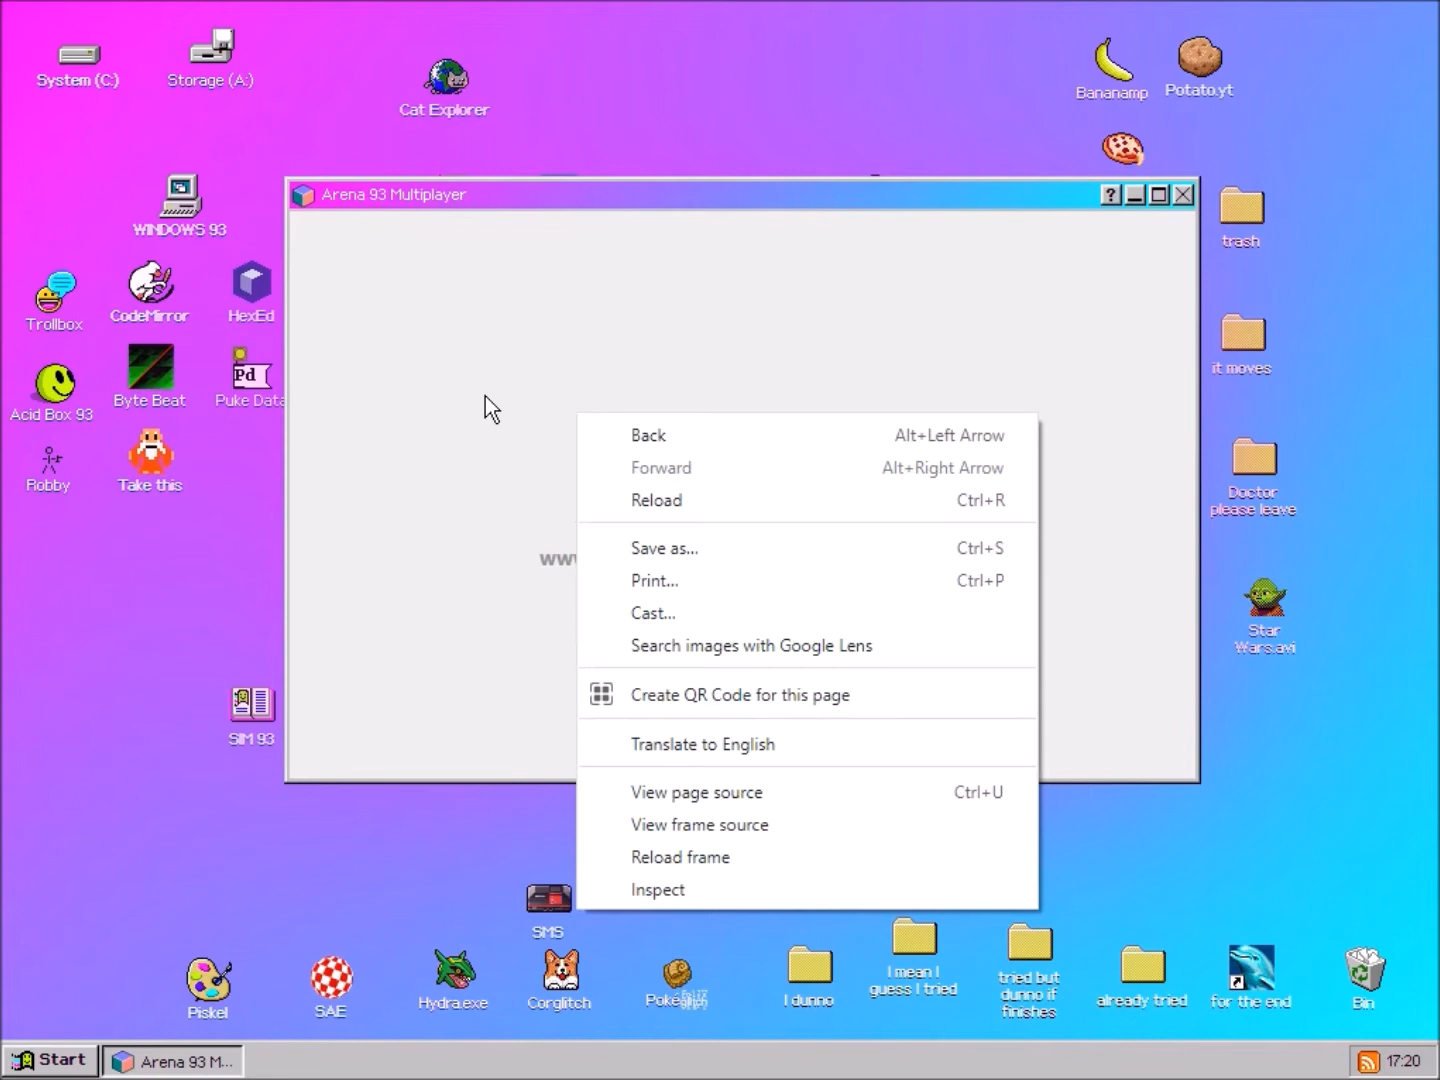 System (C:)
Storage (A:)
Cat Explorer
Bananamp
Potato.yt
WINDOWS 93
Arena 93 Multiplayer
?
trash
Trollbox
CodeMirror
HexEd
it moves
Acid Box 93
Byte Beat
Pd
Puke Data
Robby
Take this
Doctor
please leave
Star
Wars.avi
SIM 93
Back Alt+Left Arrow
Forward Alt+Right Arrow
Reload Ctrl+R
Save as... Ctrl+S
Print... Ctrl+P
Cast...
Search images with Google Lens
Create QR Code for this page
Translate to English
View page source Ctrl+U
View frame source
Reload frame
Inspect
SMS
Piskel
SAE
Hydra.exe
Corglitch
I dunno
I mean I
guess I tried
tried but
dunno if
finishes
already tried
for the end
Bin
Start
Arena 93 M...
17:20